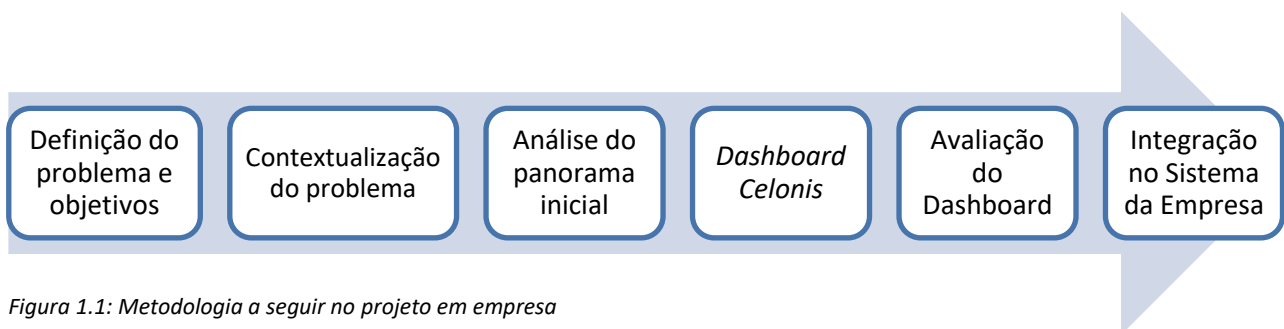 Definição do
problema e
objetivos
Contextualização
do problema
Análise do
panorama
inicial
Dashboard
Celonis
Avaliação
do
Dashboard
Integração
no Sistema
da Empresa
Figura 1.1: Metodologia a seguir no projeto em empresa